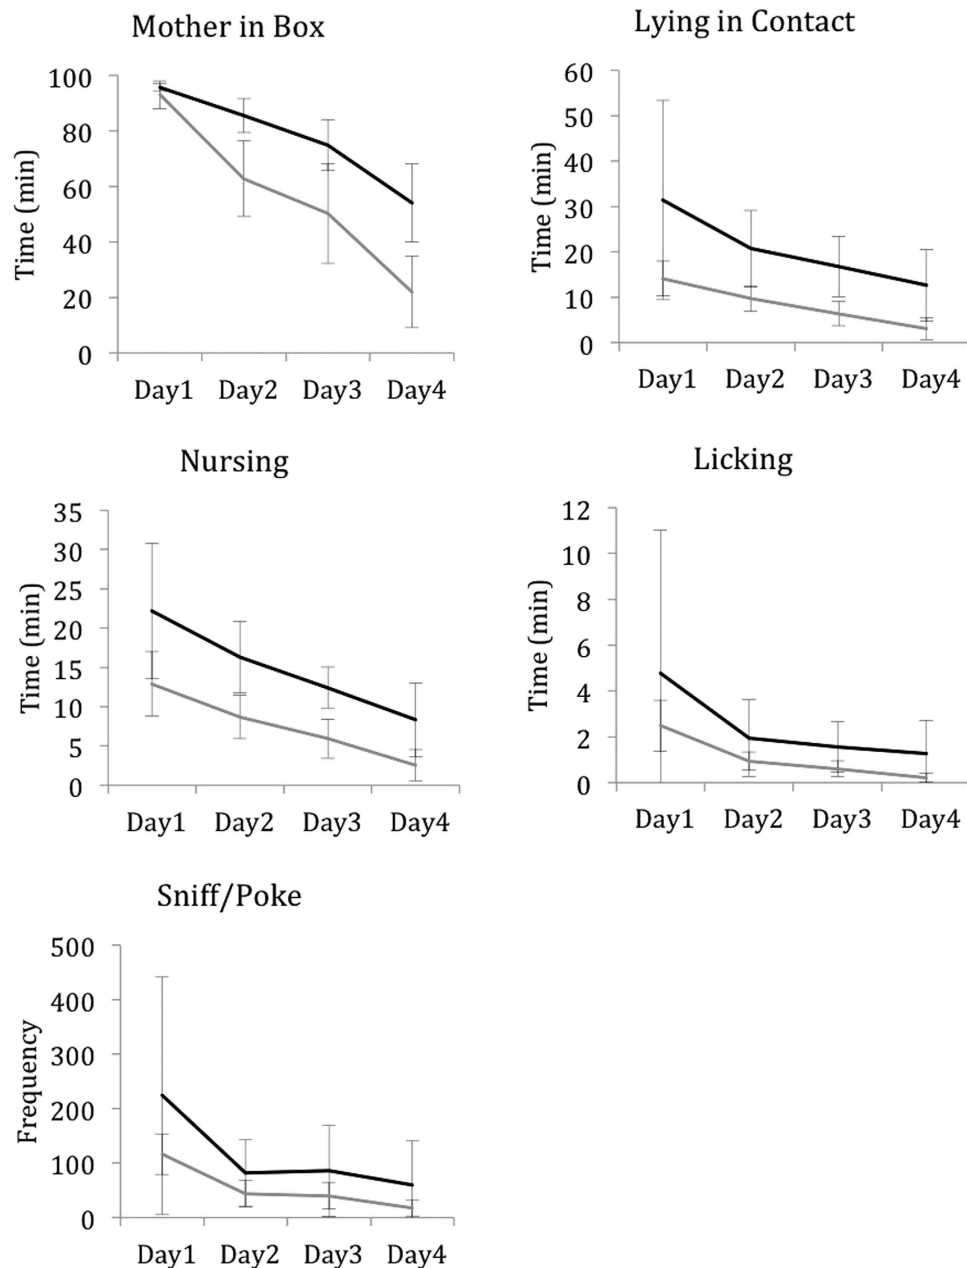 Mother in Box
Time (min)
100
80
60
40
20
0
Day1 Day2 Day3 Day4
Lying in Contact
Time (min)
60
50
40
30
20
10
0
Day1 Day2 Day3 Day4
Nursing
Time (min)
35
30
25
20
15
10
5
0
Day1 Day2 Day3 Day4
Licking
Time (min)
12
10
8
6
4
2
0
Day1 Day2 Day3 Day4
Sniff/Poke
Frequency
500
400
300
200
100
0
Day1 Day2 Day3 Day4